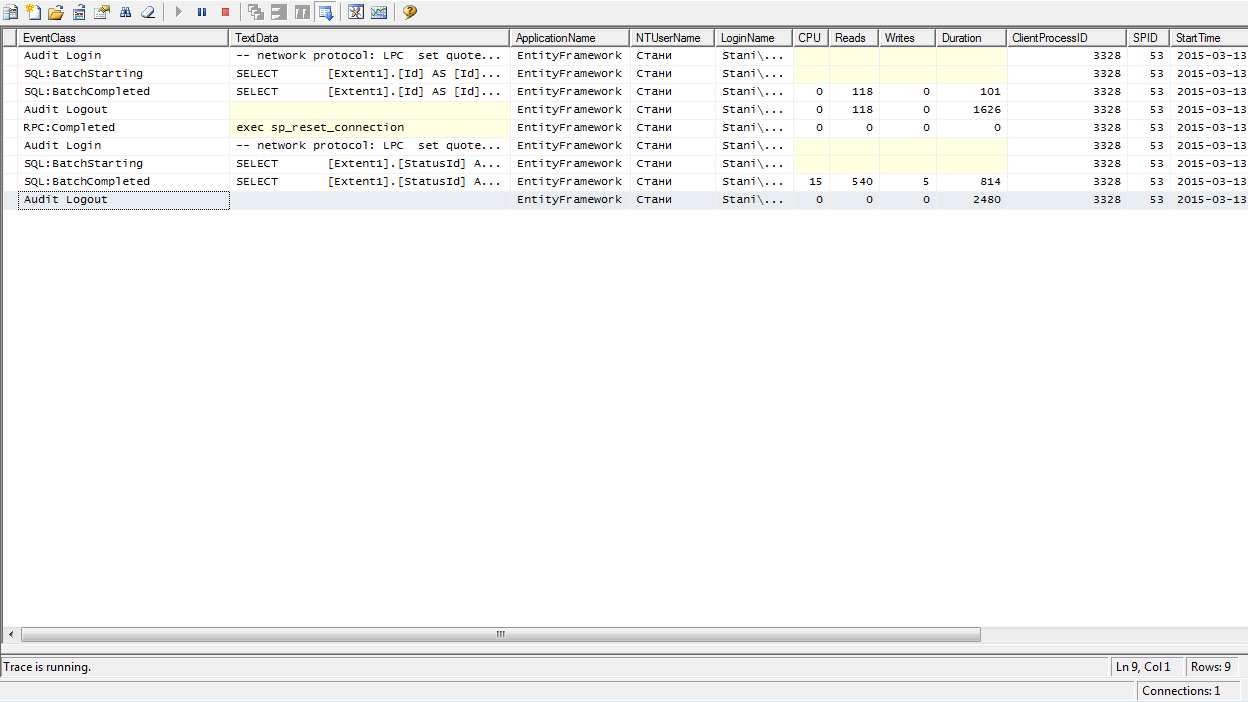 EventClass TextData ApplicationName NTUserName LoginName CPU Reads Writes Duration ClientProcessID SPID StartTime
Audit Login -- network protocol: LPC  set quote... EntityFramework Стани Stani\... 3328 53 2015-03-13
SQL:BatchStarting SELECT [Extent1].[Id] AS [Id]... EntityFramework Стани Stani\... 3328 53 2015-03-13
SQL:BatchCompleted SELECT [Extent1].[Id] AS [Id]... EntityFramework Стани Stani\... 0 118 0 101 3328 53 2015-03-13
Audit Logout EntityFramework Стани Stani\... 0 118 0 1626 3328 53 2015-03-13
RPC:Completed exec sp_reset_connection EntityFramework Стани Stani\... 0 0 0 0 3328 53 2015-03-13
Audit Login -- network protocol: LPC  set quote... EntityFramework Стани Stani\... 3328 53 2015-03-13
SQL:BatchStarting SELECT [Extent1].[StatusId] A... EntityFramework Стани Stani\... 3328 53 2015-03-13
SQL:BatchCompleted SELECT [Extent1].[StatusId] A... EntityFramework Стани Stani\... 15 540 5 814 3328 53 2015-03-13
Audit Logout EntityFramework Стани Stani\... 0 0 0 2480 3328 53 2015-03-13
Trace is running. Ln 9, Col 1 Rows: 9
Connections: 1